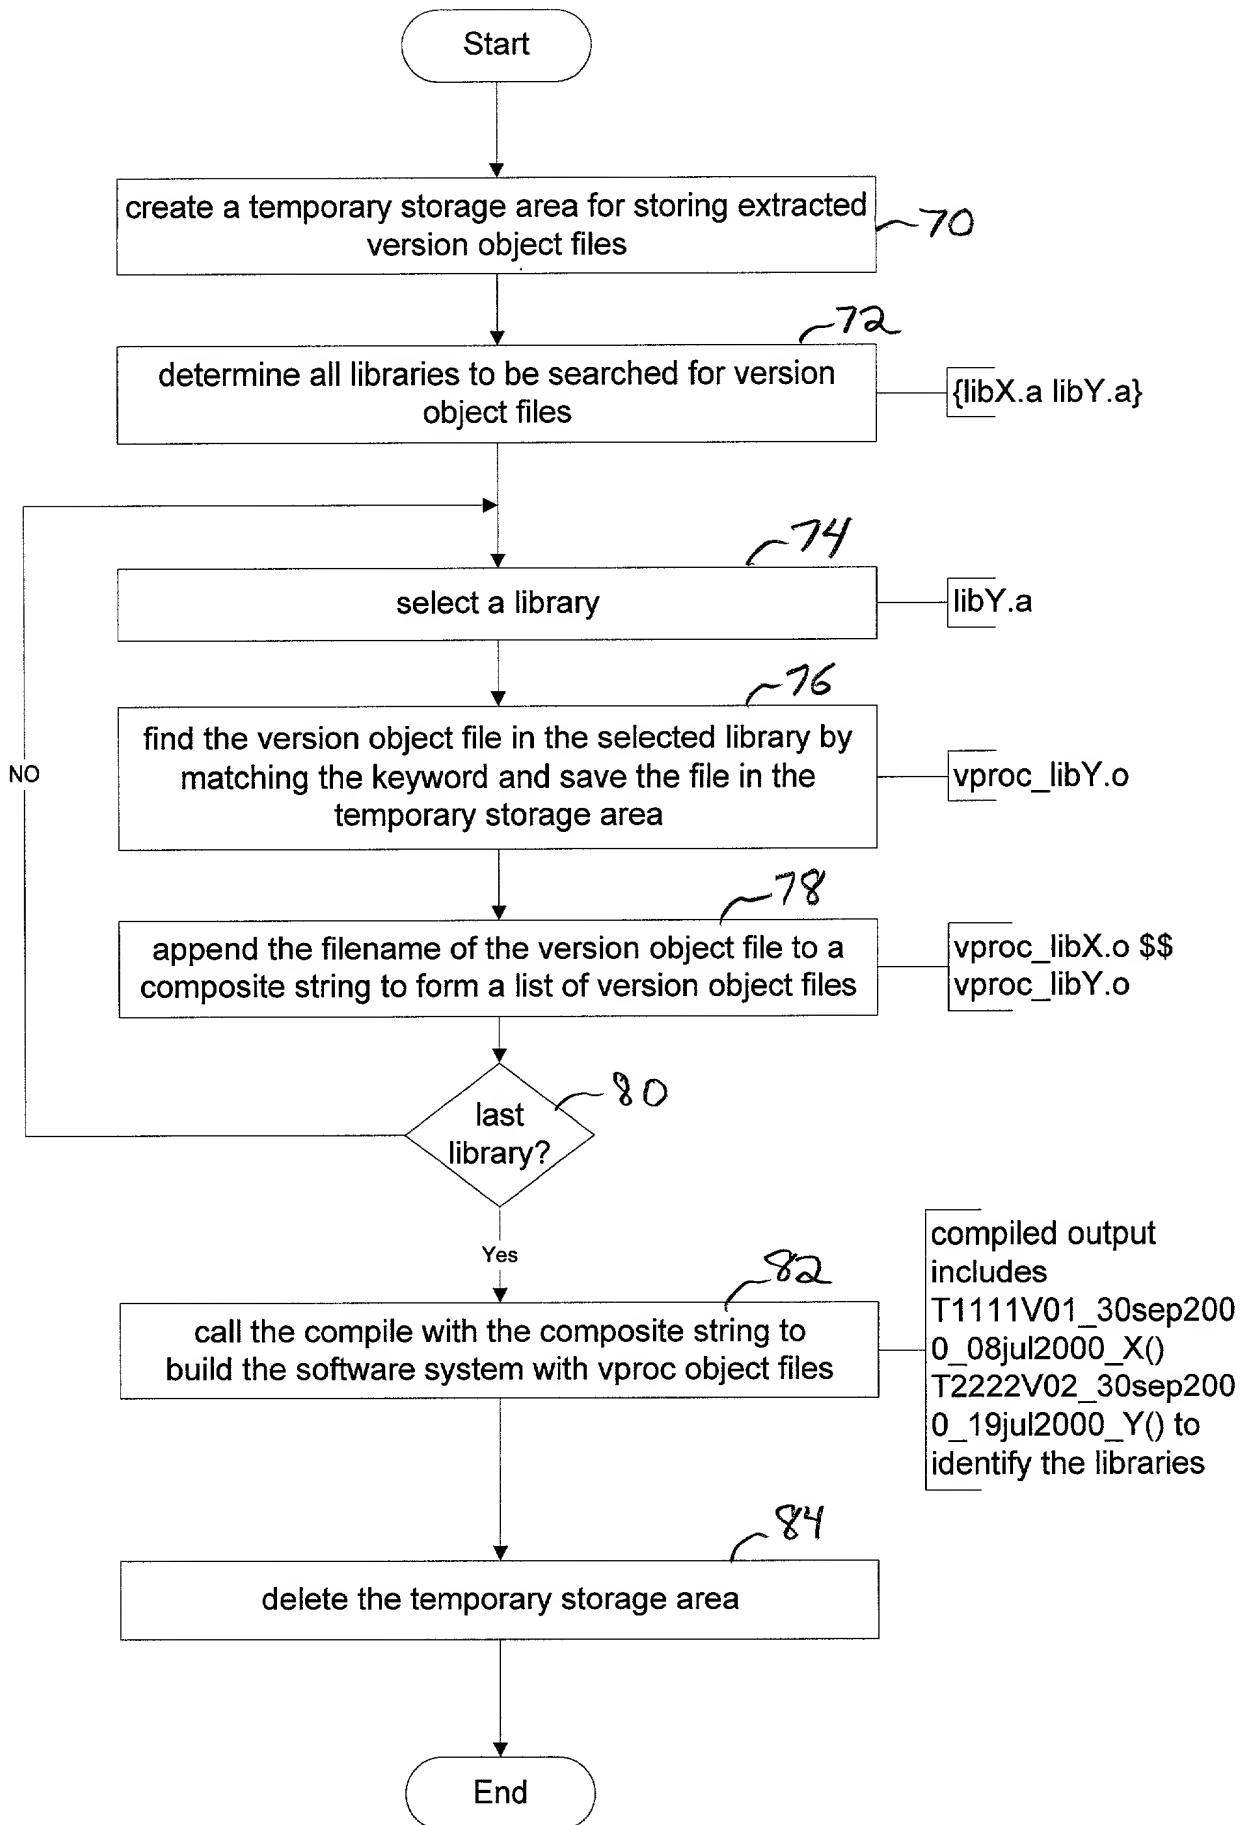 Start
create a temporary storage area for storing extracted
version object files
70
72
determine all libraries to be searched for version
object files
{libX.a libY.a}
74
select a library
libY.a
76
find the version object file in the selected library by
matching the keyword and save the file in the
temporary storage area
vproc_libY.o
NO
78
append the filename of the version object file to a
composite string to form a list of version object files
vproc_libX.o $$
vproc_libY.o
80
last
library?
Yes
82
call the compile with the composite string to
build the software system with vproc object files
compiled output
includes
T1111V01_30sep200
0_08jul2000_X()
T2222V02_30sep200
0_19jul2000_Y() to
identify the libraries
84
delete the temporary storage area
End